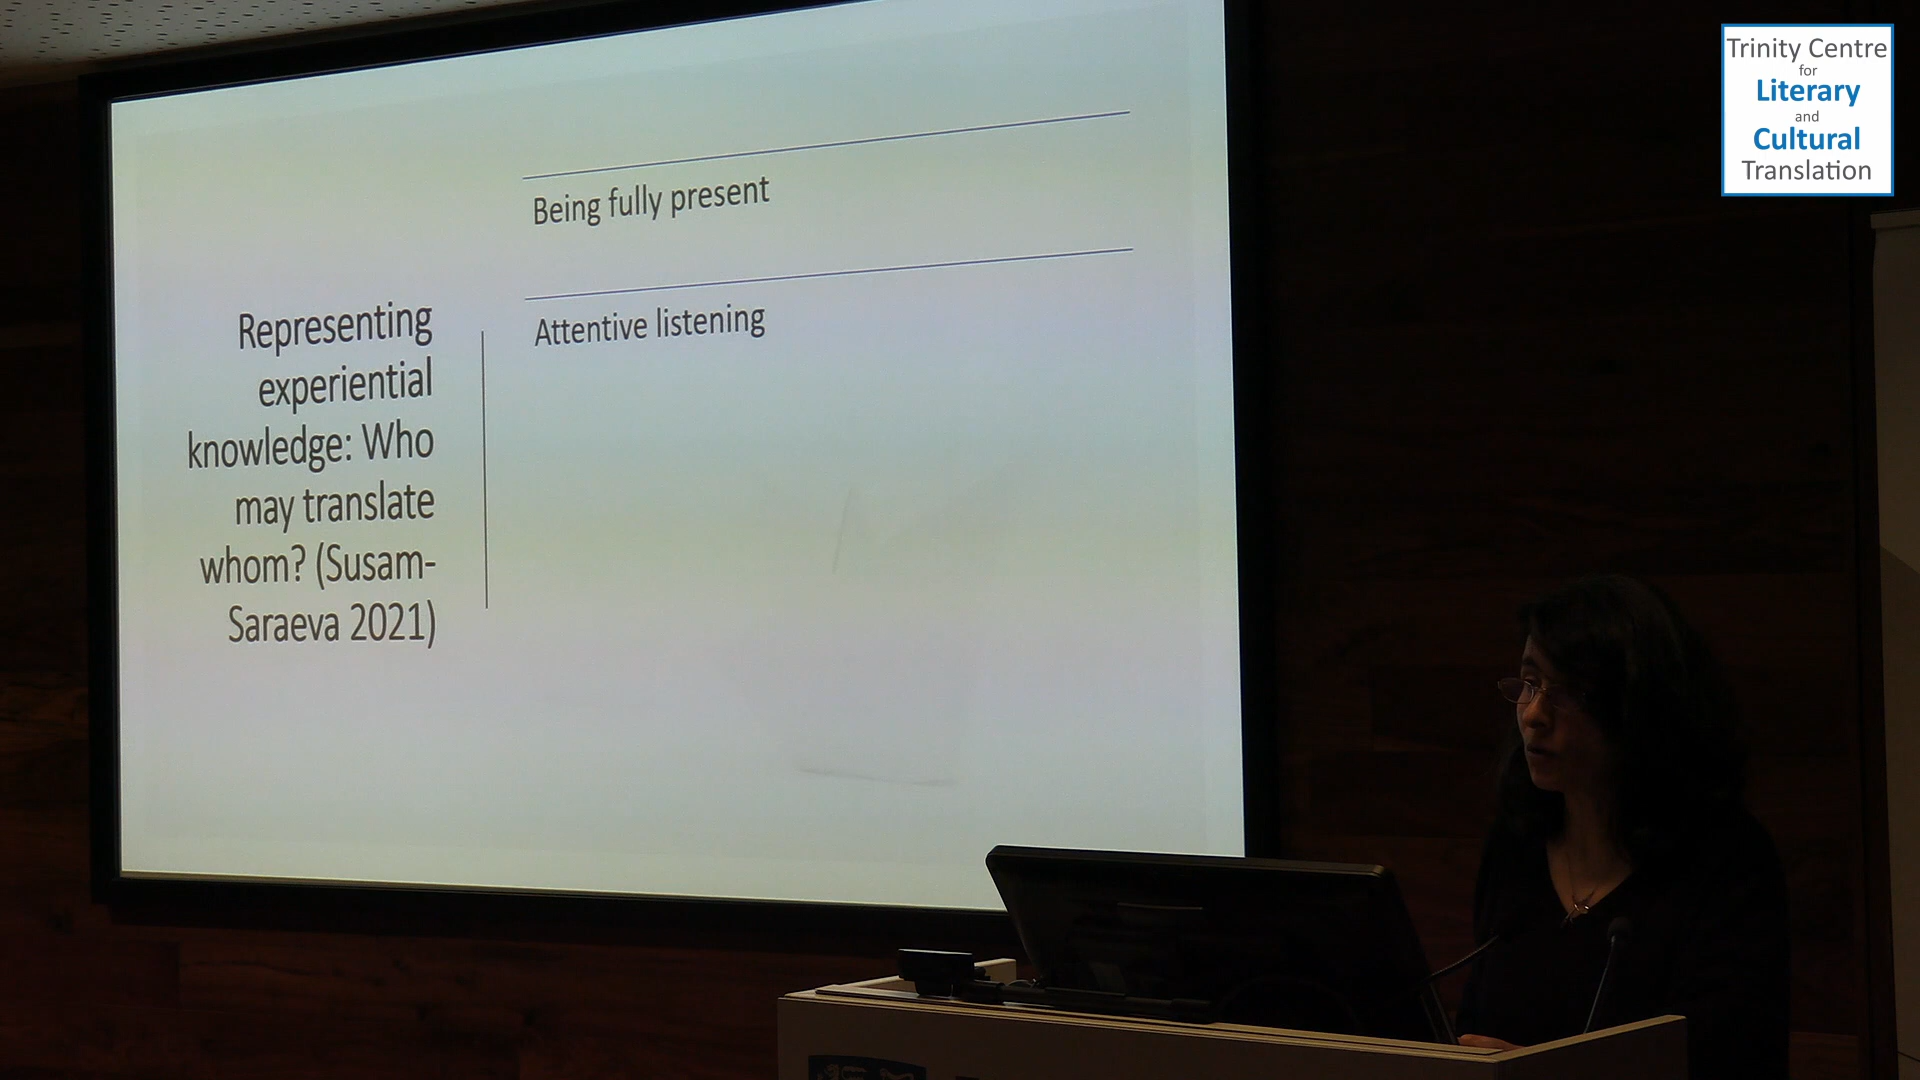 Trinity Centre
for
Literary
and
Cultural
Translation
Being fully present
Attentive listening
Representing
experiential
knowledge: Who
may translate
whom? (Susam-
Saraeva 2021)